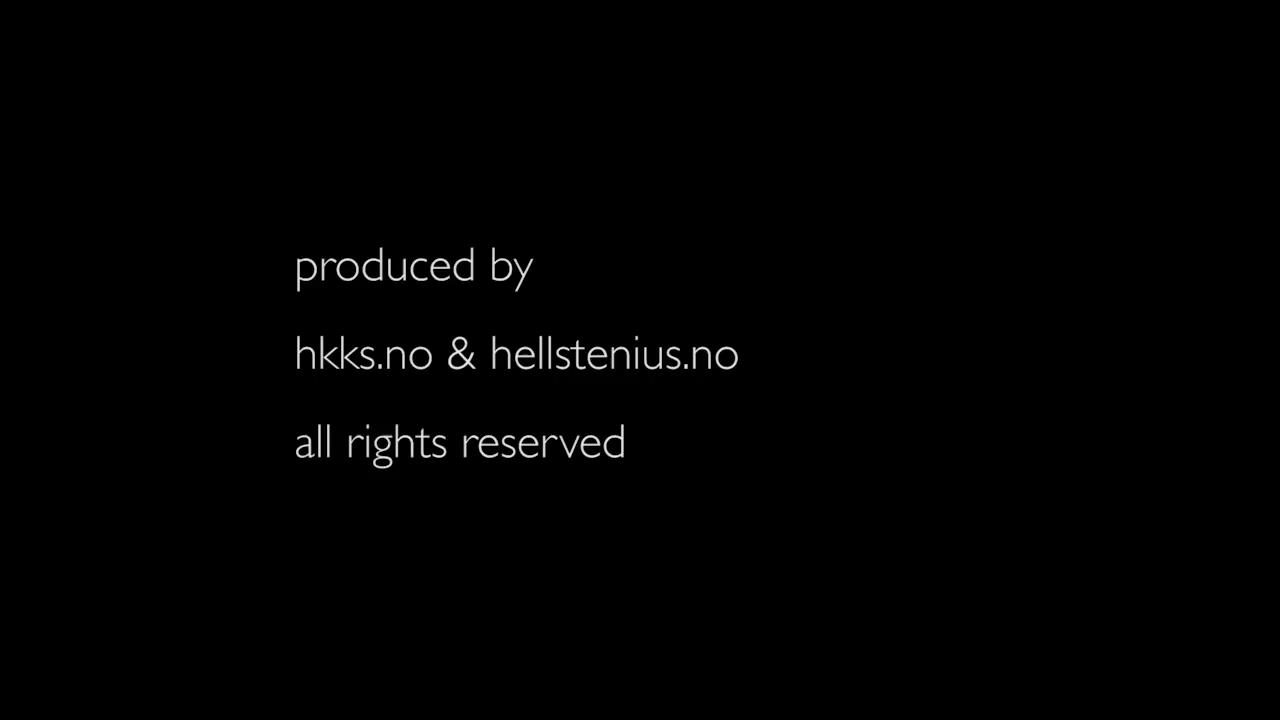 produced by
hkks.no & hellstenius.no
all rights reserved